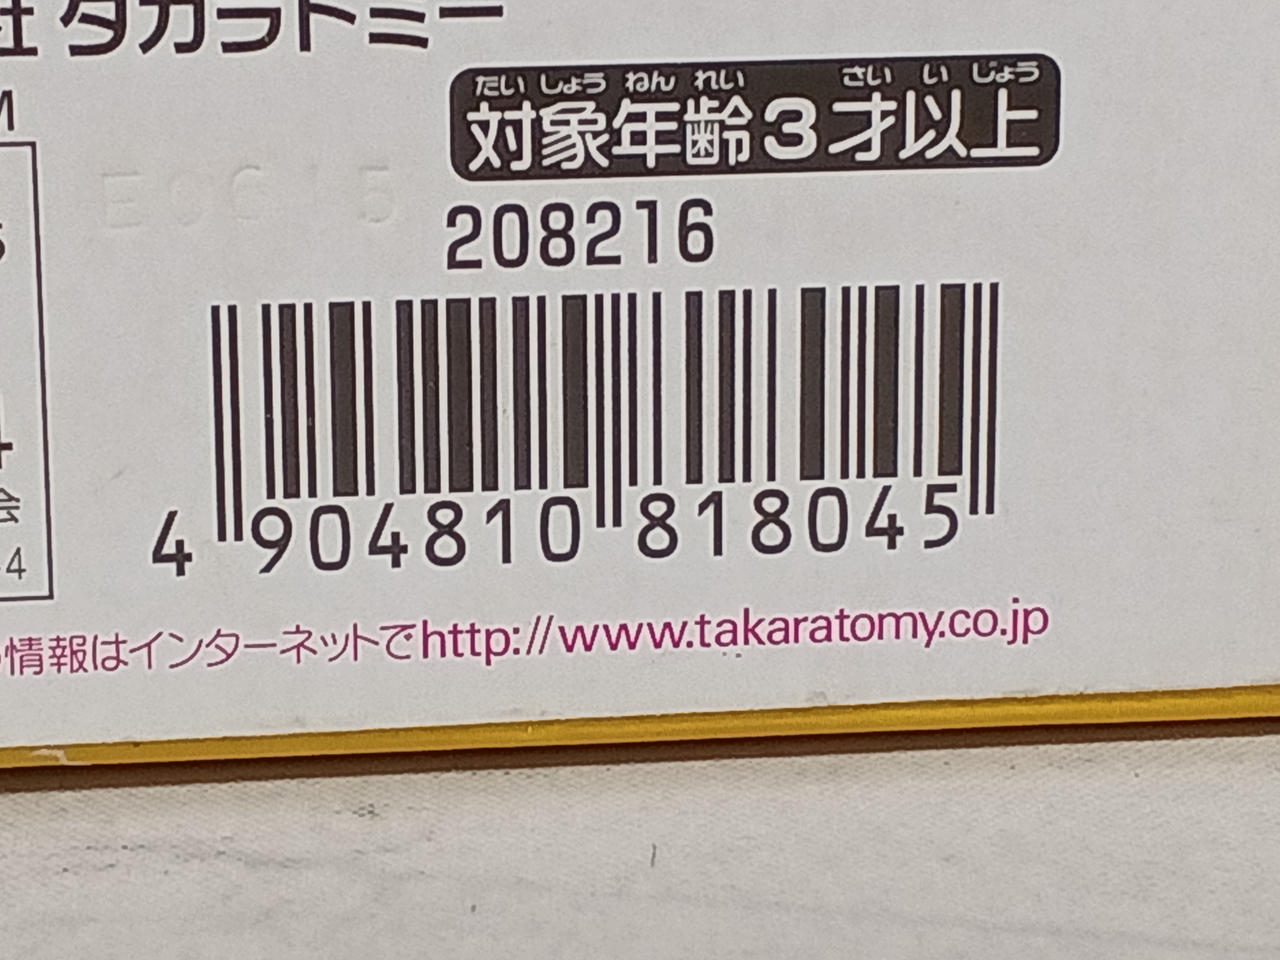 社 タカラトミー
M
たい しょう ねん れい さい い じょう
対象年齢3才以上
208216
4 904810 818045
会
-4
情報はインターネットでhttp://www.takaratomy.co.jp